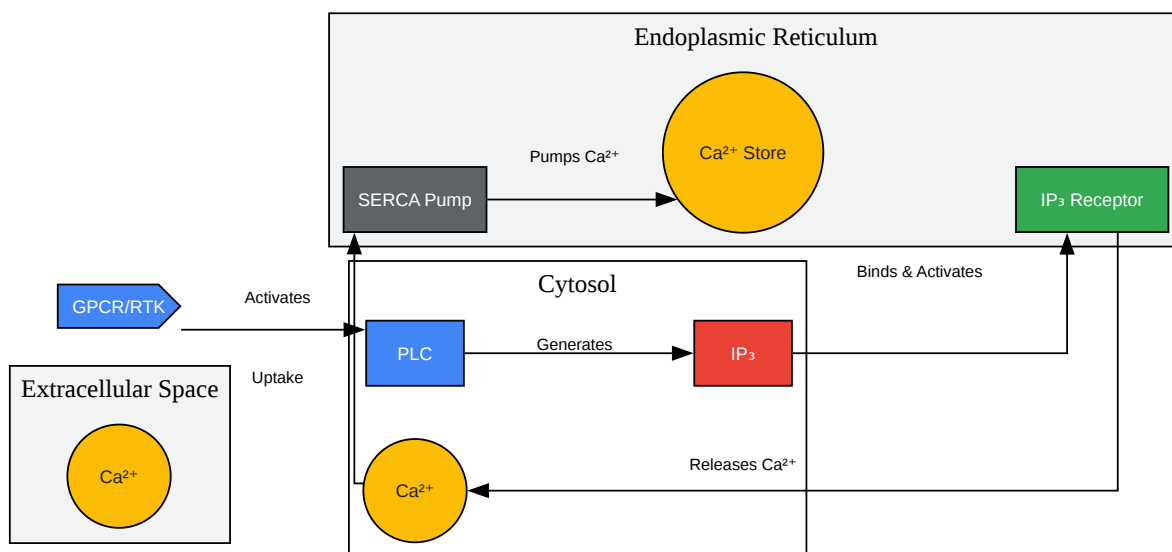 Endoplasmic Reticulum
Ca²⁺ Store
Pumps Ca²⁺
SERCA Pump
IP₃ Receptor
Cytosol
Binds & Activates
GPCR/RTK
Activates
PLC
Generates
IP₃
Uptake
Extracellular Space
Ca²⁺
Ca²⁺
Releases Ca²⁺